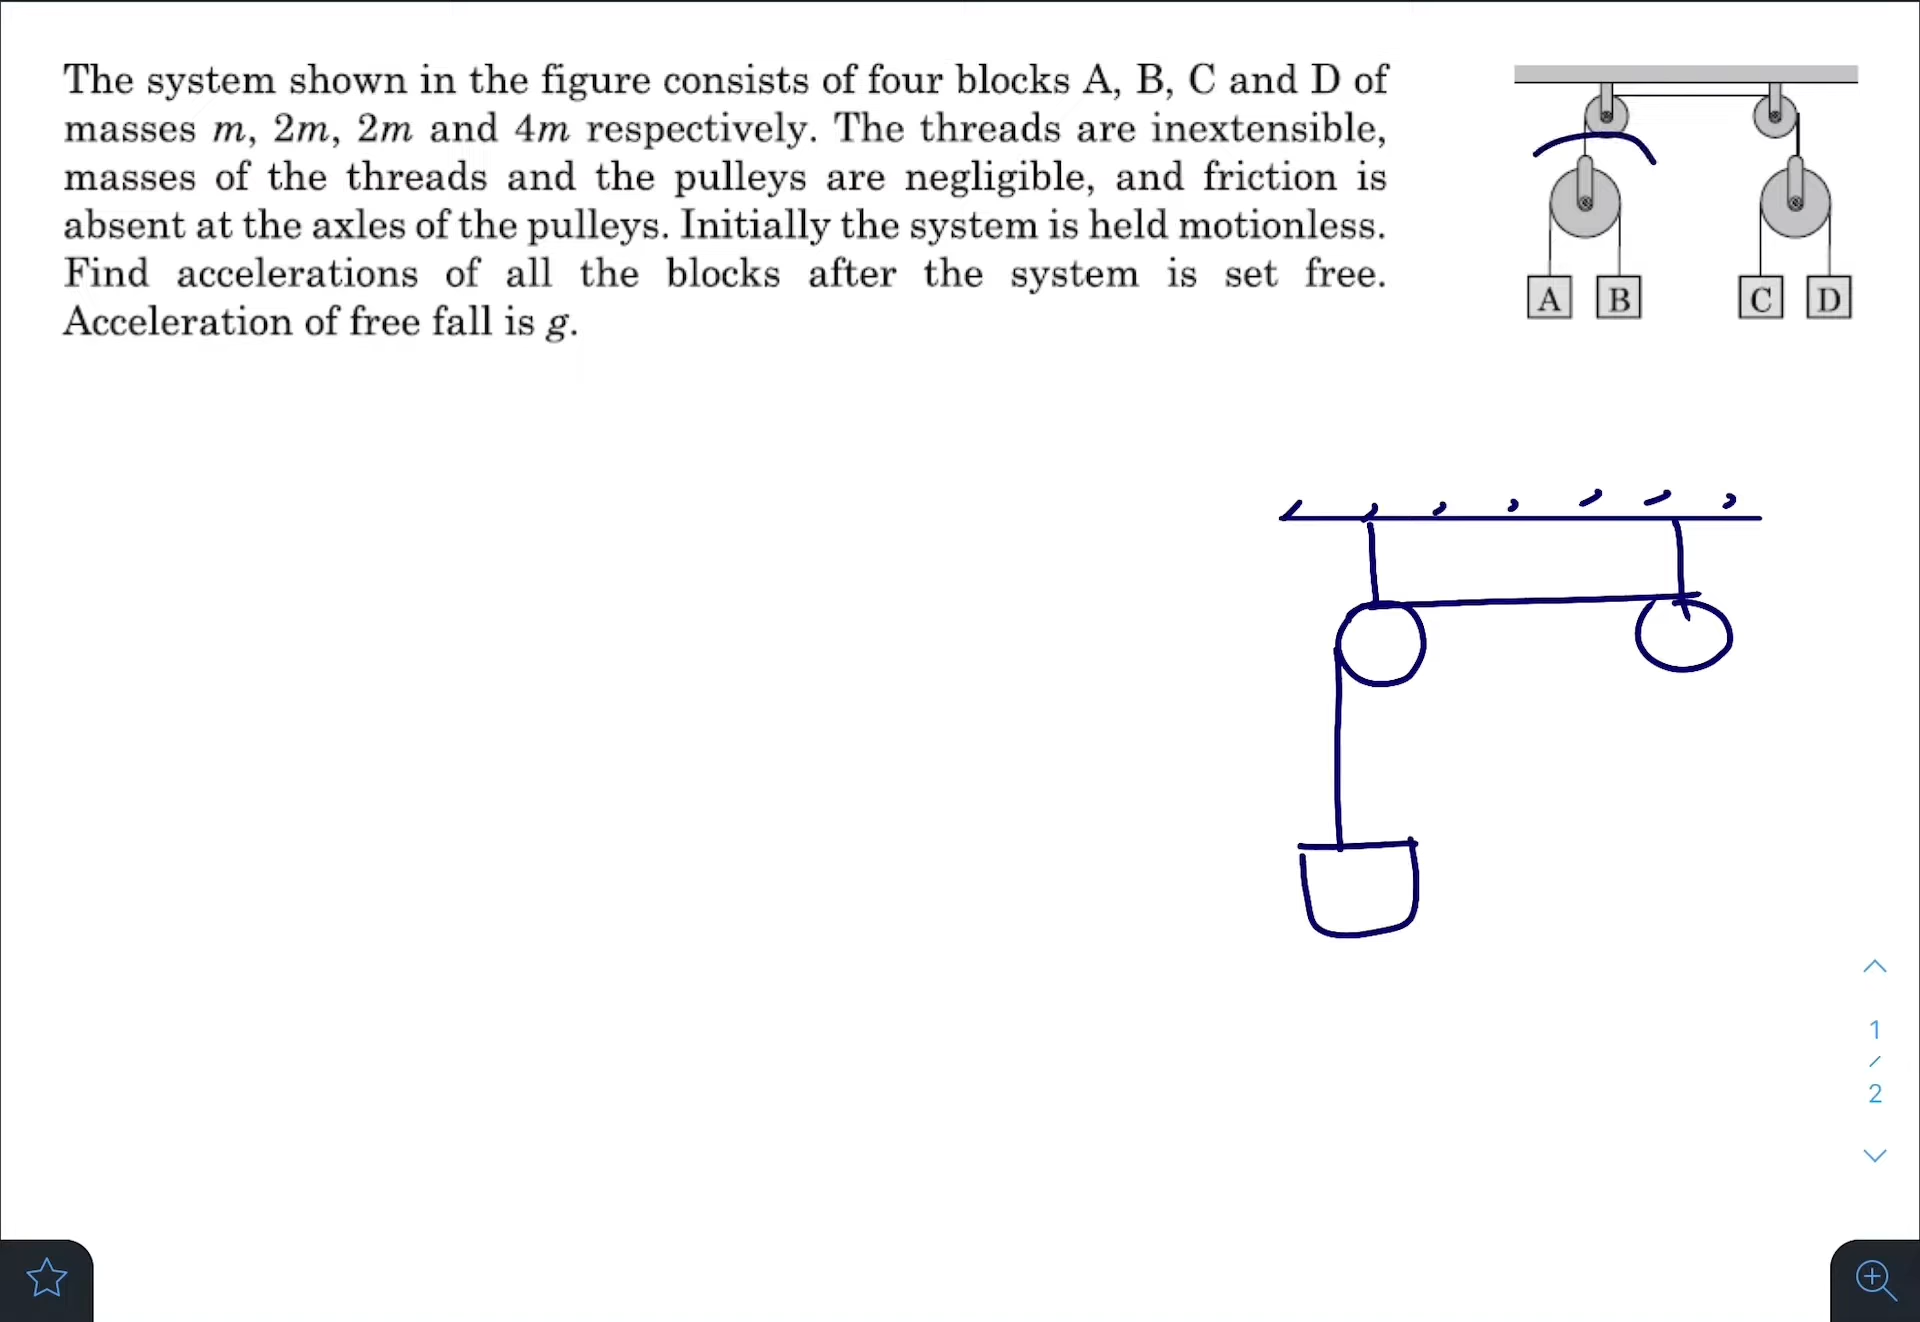 The system shown in the figure consists of four blocks A, B, C and D of
masses m, 2m, 2m and 4m respectively. The threads are inextensible,
masses of the threads and the pulleys are negligible, and friction is
absent at the axles of the pulleys. Initially the system is held motionless.
Find accelerations of all the blocks after the system is set free.
Acceleration of free fall is g.
A B C D
1
/
2